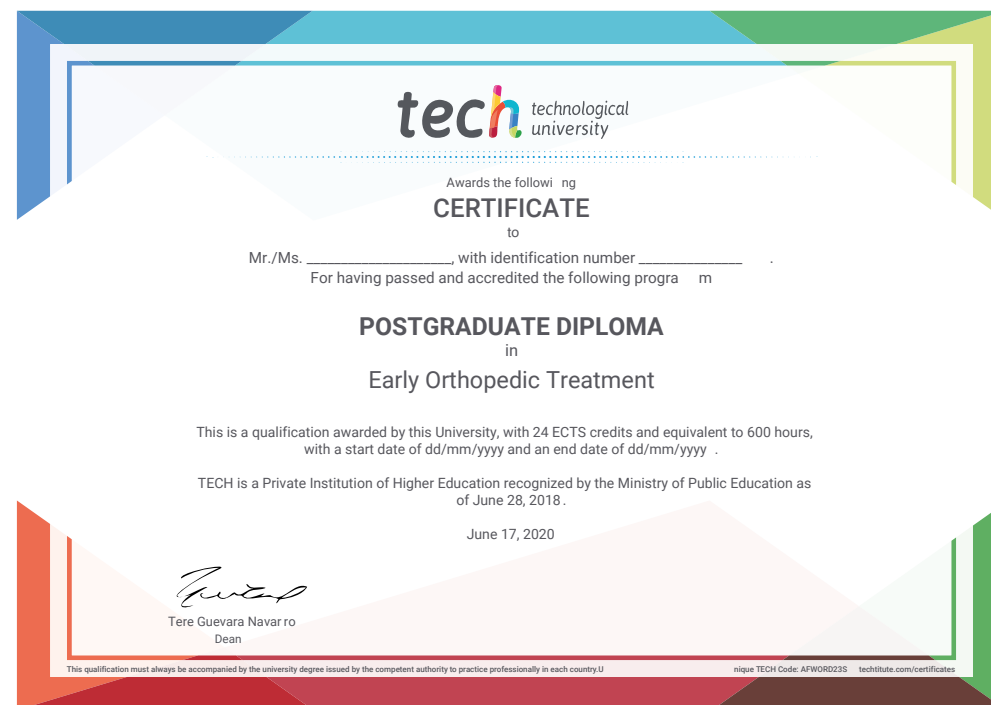 tech technological
university
Awards the followi ng
CERTIFICATE
to
Mr./Ms. _____________________, with identification number _______________ .
For having passed and accredited the following progra m
POSTGRADUATE DIPLOMA
in
Early Orthopedic Treatment
This is a qualification awarded by this University, with 24 ECTS credits and equivalent to 600 hours,
with a start date of dd/mm/yyyy and an end date of dd/mm/yyyy .
TECH is a Private Institution of Higher Education recognized by the Ministry of Public Education as
of June 28, 2018.
June 17, 2020
Tere Guevara Navar ro
Dean
This qualification must always be accompanied by the university degree issued by the competent authority to practice professionally in each country.U nique TECH Code: AFWORD23S techtitute.com/certificates